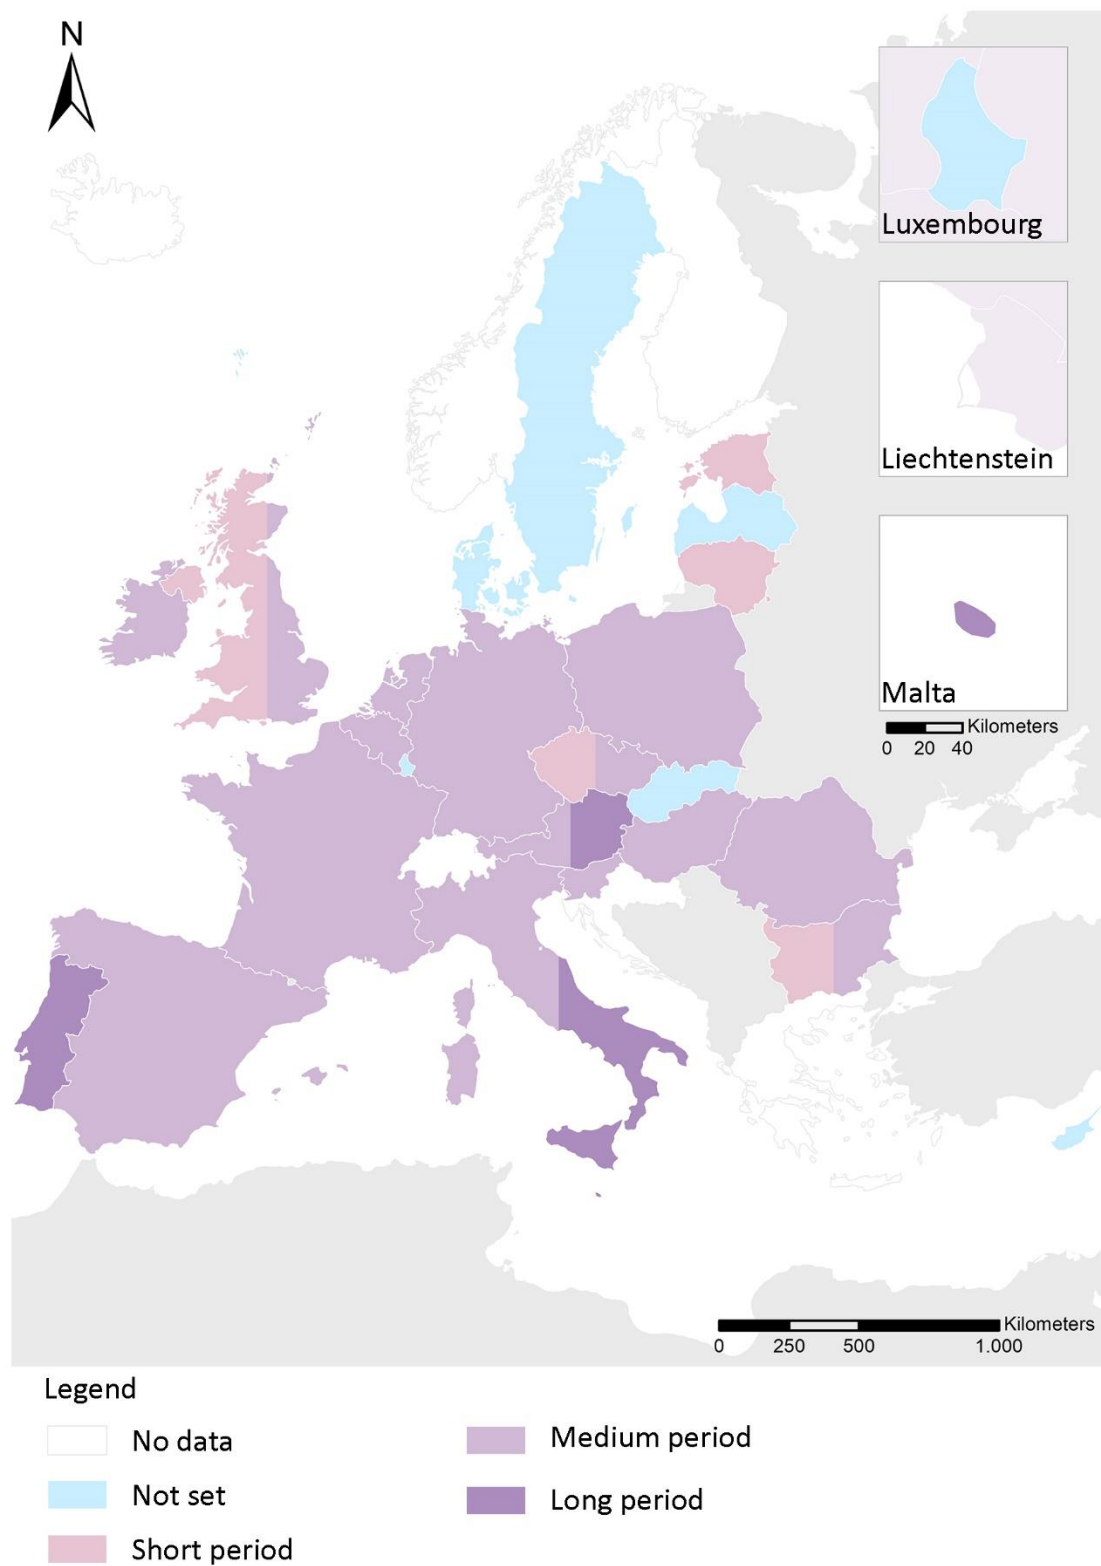 N
Luxembourg
Liechtenstein
Malta
Kilometers
0 20 40
Kilometers
0 250 500 1.000
Legend
No data
Not set
Short period
Medium period
Long period